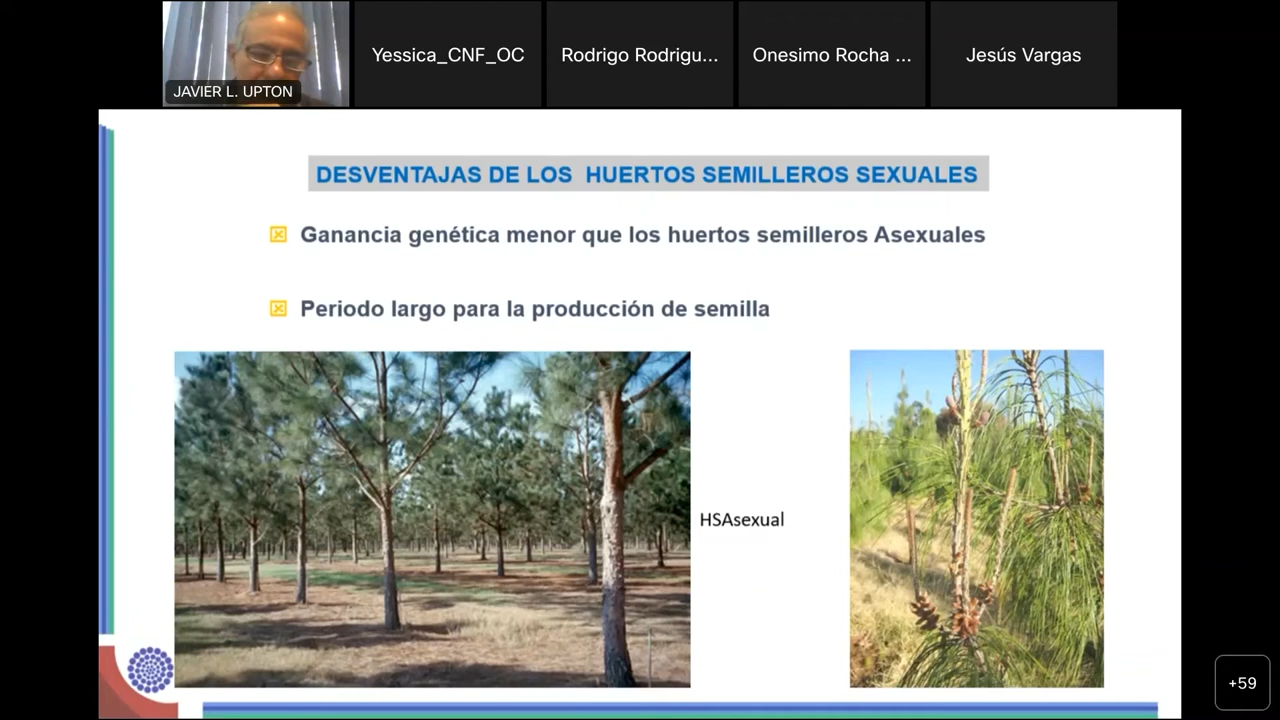 JAVIER L. UPTON
Yessica_CNF_OC
Rodrigo Rodrigu...
Onesimo Rocha ...
Jesús Vargas
DESVENTAJAS DE LOS HUERTOS SEMILLEROS SEXUALES
Ganancia genética menor que los huertos semilleros Asexuales
Periodo largo para la producción de semilla
HSAsexual
+59